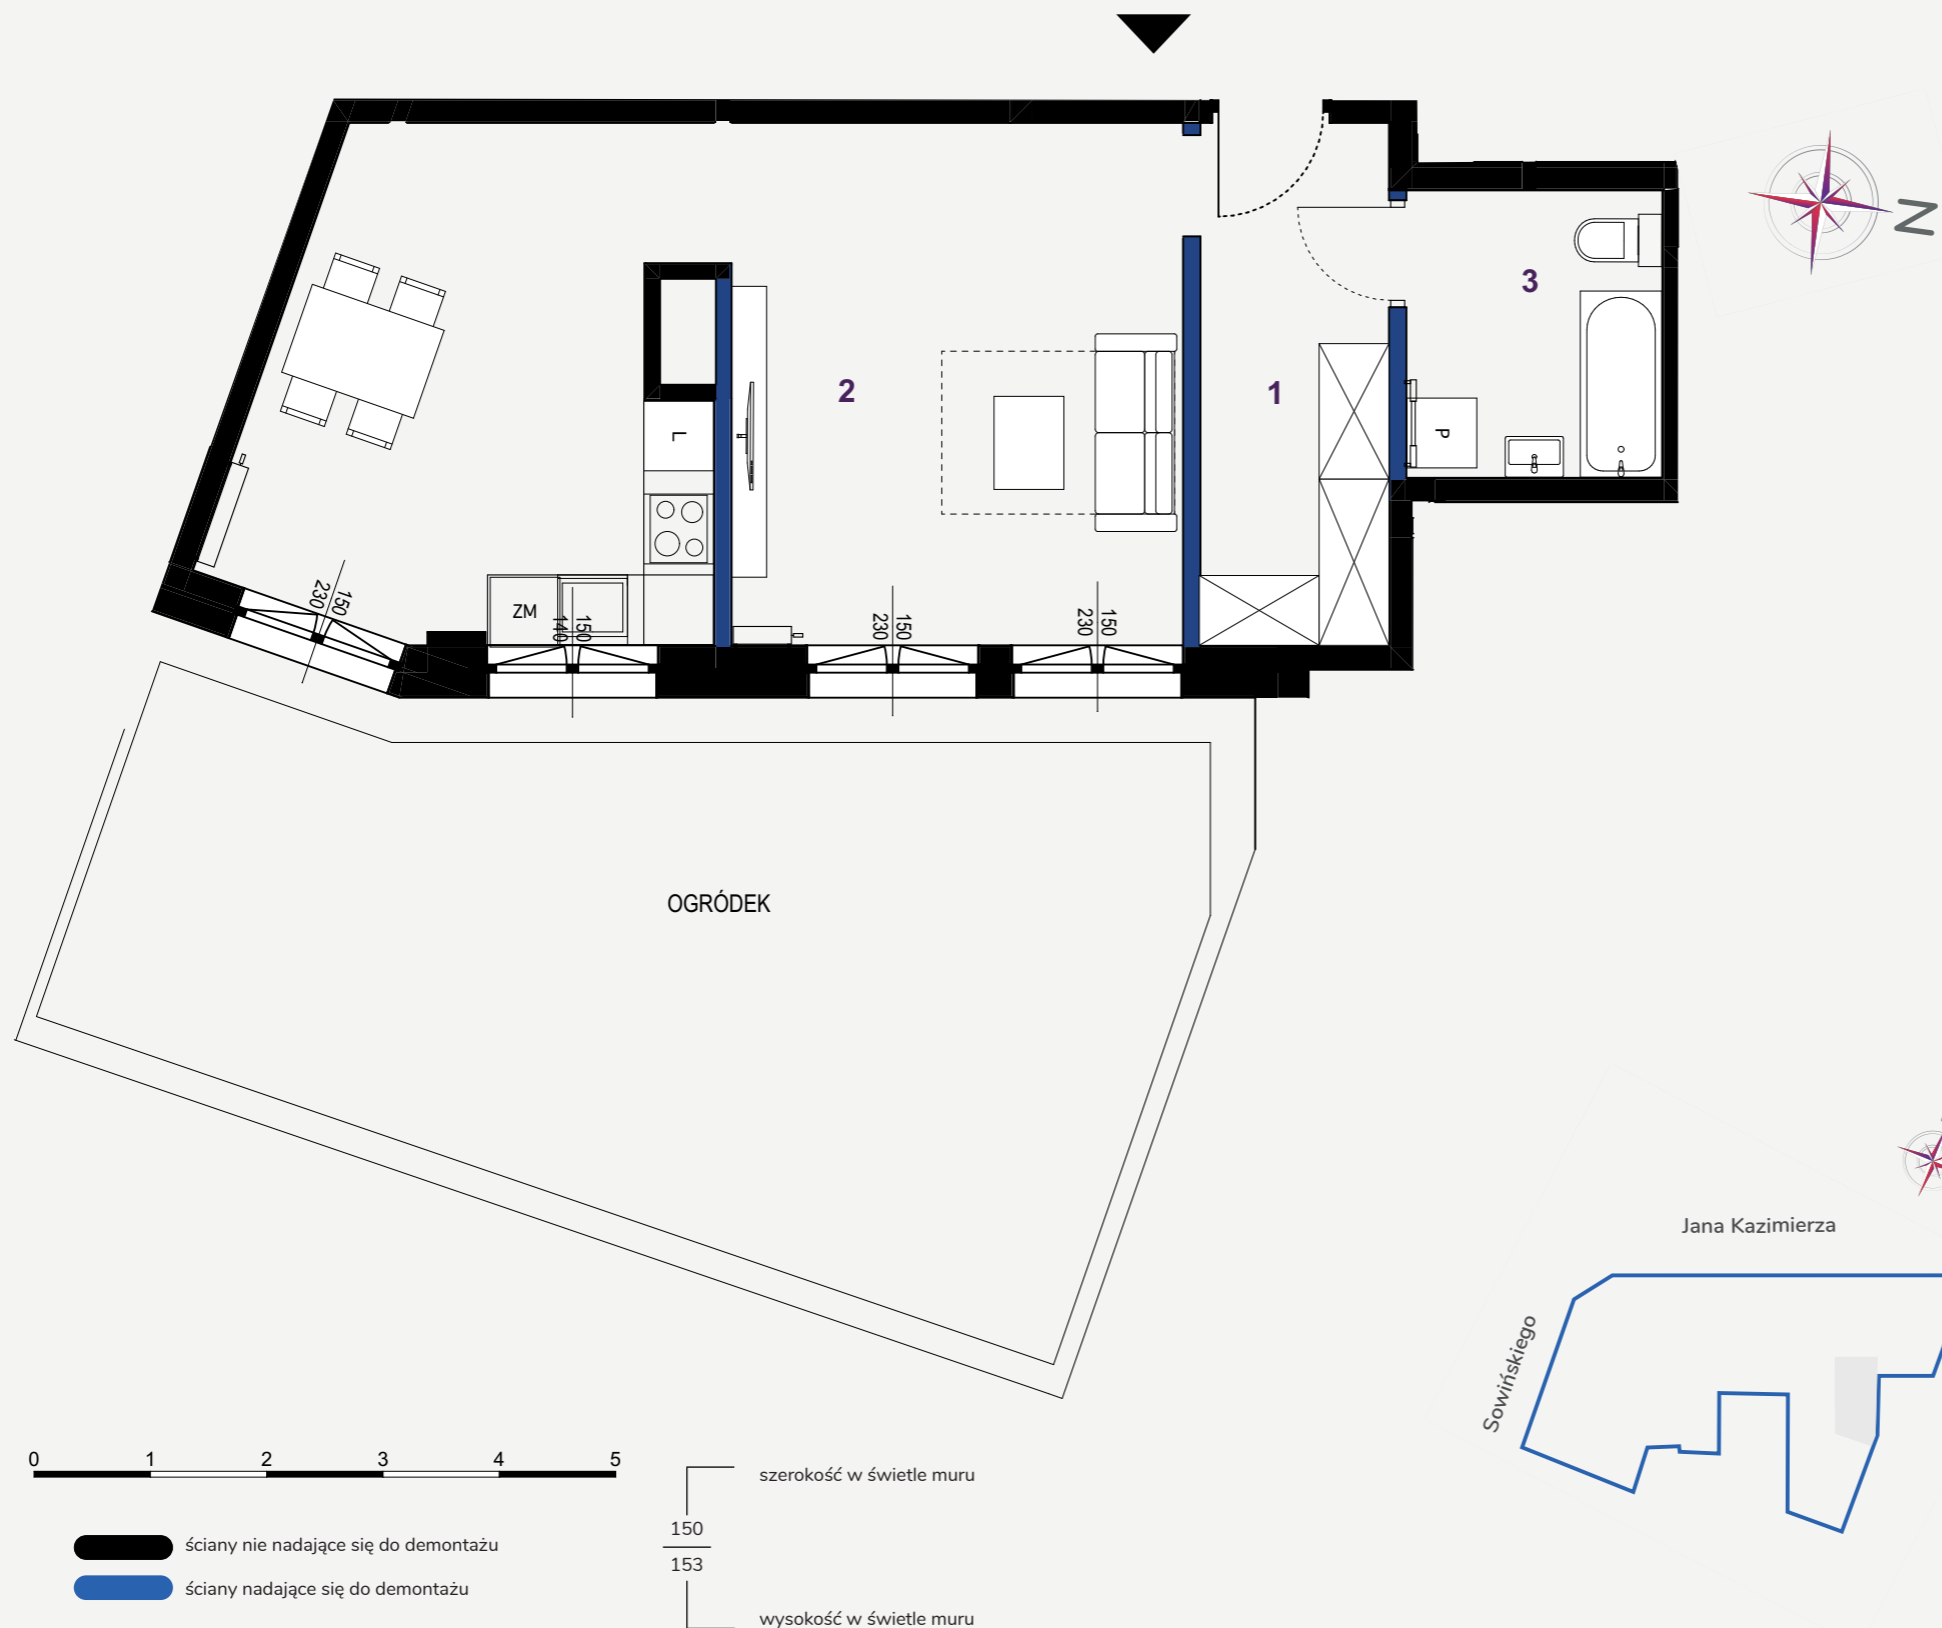 N
3
2
1
L
P
ZM
150
230
150
140
150
230
150
230
OGRÓDEK
Jana Kazimierza
Sowińskiego
0 1 2 3 4 5
szerokość w świetle muru
150
153
wysokość w świetle muru
ściany nie nadające się do demontażu
ściany nadające się do demontażu